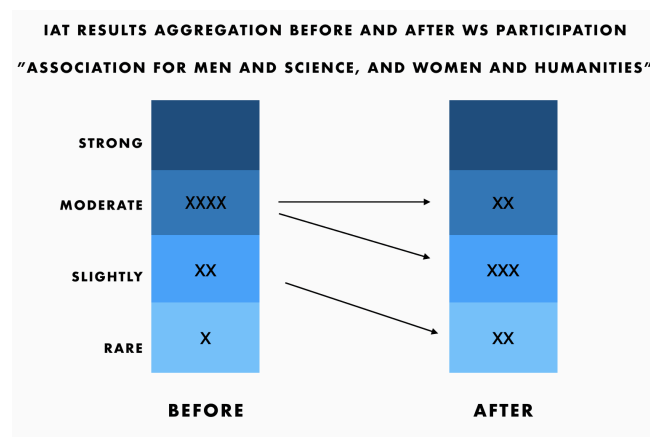 IAT RESULTS AGGREGATION BEFORE AND AFTER WS PARTICIPATION
"ASSOCIATION FOR MEN AND SCIENCE, AND WOMEN AND HUMANITIES"
STRONG
MODERATE XXXX XX
SLIGHTLY XX XXX
RARE X XX
BEFORE AFTER